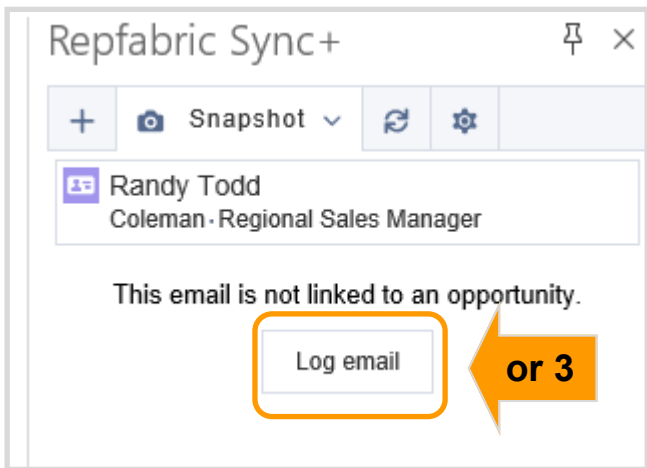 Repfabric Sync+
Snapshot
Randy Todd
Coleman · Regional Sales Manager
This email is not linked to an opportunity.
Log email
or 3